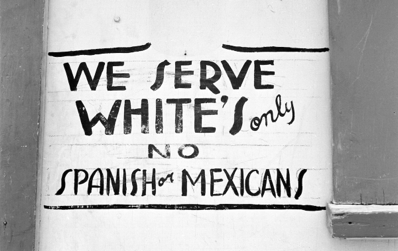 WE SERVE
WHITE'S only
NO
SPANISH or MEXICANS